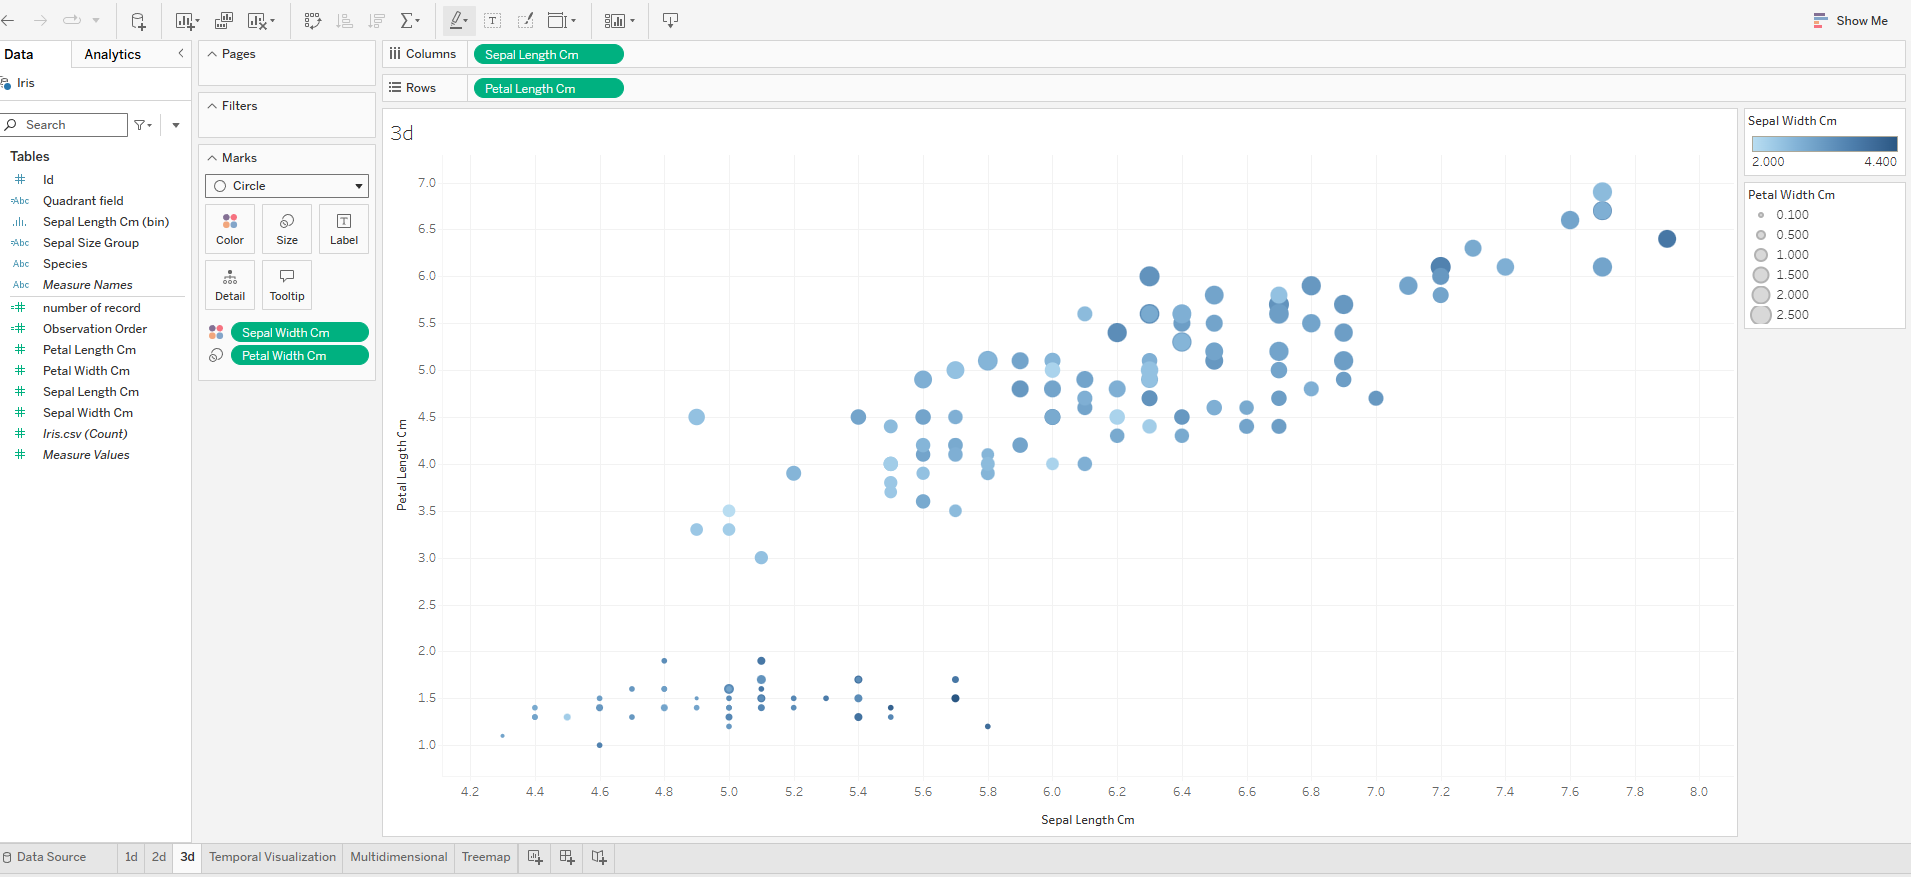 Show Me
Data
Analytics
Iris
Search
Tables
Id
Abc Quadrant field
Sepal Length Cm (bin)
Abc Sepal Size Group
Abc Species
Abc Measure Names
number of record
Observation Order
Petal Length Cm
Petal Width Cm
Sepal Length Cm
Sepal Width Cm
Iris.csv (Count)
Measure Values
Pages
Filters
Marks
Circle
Color
Size
T
Label
Detail
Tooltip
Sepal Width Cm
Petal Width Cm
Columns
Sepal Length Cm
Rows
Petal Length Cm
3d
Petal Length Cm
7.0
6.5
6.0
5.5
5.0
4.5
4.0
3.5
3.0
2.5
2.0
1.5
1.0
4.2 4.4 4.6 4.8 5.0 5.2 5.4 5.6 5.8 6.0 6.2 6.4 6.6 6.8 7.0 7.2 7.4 7.6 7.8 8.0
Sepal Length Cm
Sepal Width Cm
2.000 4.400
Petal Width Cm
0.100
0.500
1.000
1.500
2.000
2.500
Data Source
1d
2d
3d
Temporal Visualization
Multidimensional
Treemap